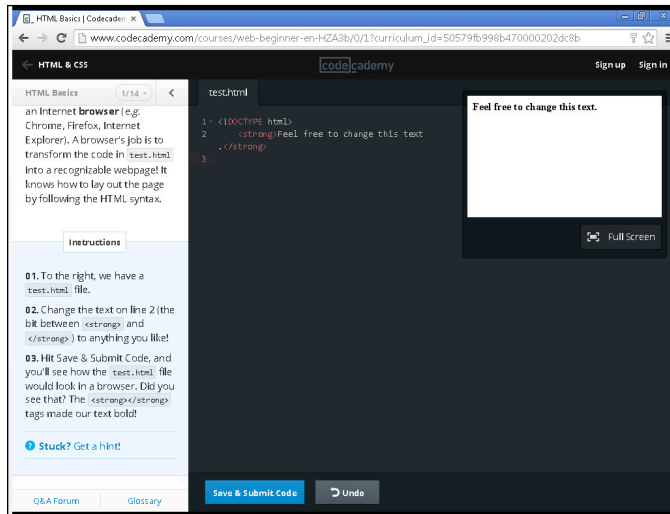 HTML Basics | Codecaden ×
www.codecademy.com/courses/web-beginner-en-HZA3b/0/1?curriculum_id=50579fb998b470000202dc8b
← HTML & CSS
codecademy
Sign up Sign in
HTML Basics
1/14
test.html
an Internet browser (e.g.
Chrome, Firefox, Internet
Explorer). A browser's job is to
transform the code in test.html
into a recognizable webpage! It
knows how to lay out the page
by following the HTML syntax.
Instructions
01. To the right, we have a
test.html file.
02. Change the text on line 2 (the
bit between <strong> and
</strong>) to anything you like!
03. Hit Save & Submit Code, and
you'll see how the test.html file
would look in a browser. Did you
see that? The <strong></strong>
tags made our text bold!
? Stuck? Get a hint!
Q&A Forum Glossary
1 <!DOCTYPE html>
2 <strong>Feel free to change this text
.</strong>
3
Feel free to change this text.
Full Screen
Save & Submit Code
Undo